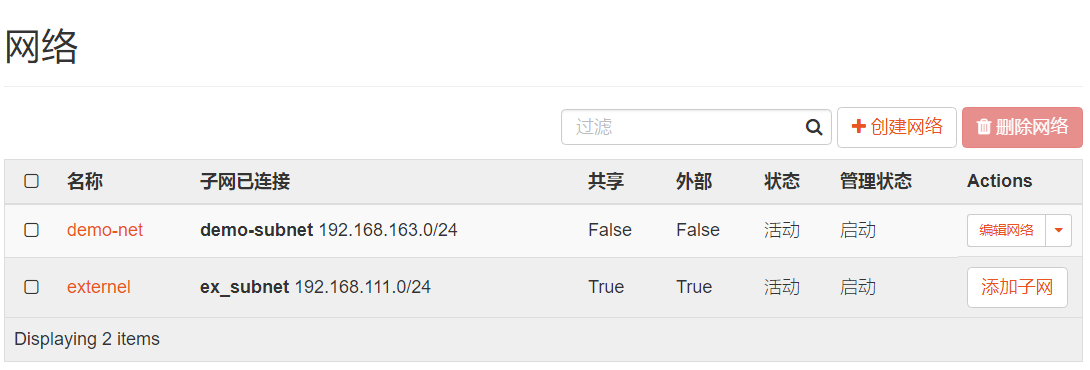 网络
过滤 创建网络 删除网络
名称 子网已连接 共享 外部 状态 管理状态 Actions
demo-net demo-subnet 192.168.163.0/24 False False 活动 启动 编辑网络
externel ex_subnet 192.168.111.0/24 True True 活动 启动 添加子网
Displaying 2 items